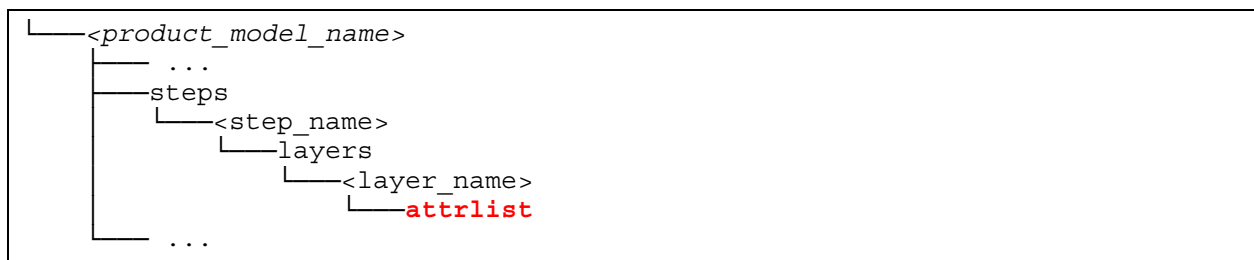 └───<product_model_name>
    ├─── ...
    ├───steps
    │   └───<step_name>
    │       └───layers
    │           └───<layer_name>
    │               └───attrlist
    └─── ...